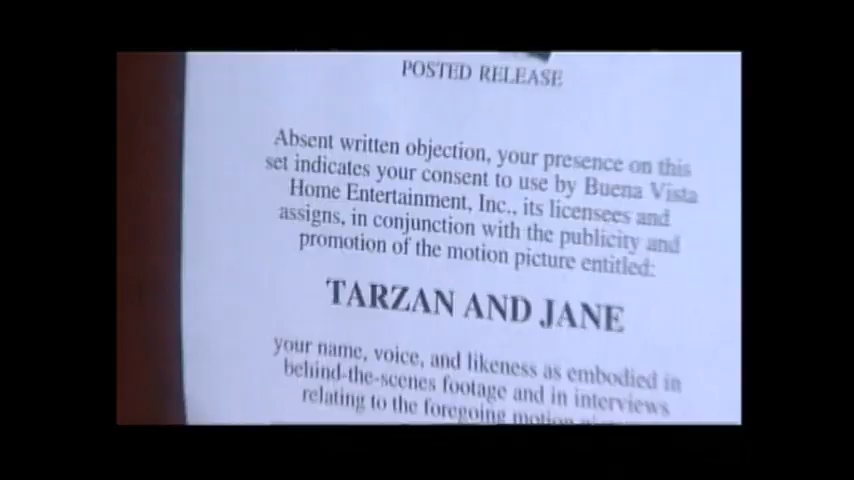 POSTED RELEASE
Absent written objection, your presence on this
set indicates your consent to use by Buena Vista
Home Entertainment, Inc., its licensees and
assigns, in conjunction with the publicity and
promotion of the motion picture entitled:
TARZAN AND JANE
your name, voice, and likeness as embodied in
behind-the-scenes footage and in interviews
relating to the foregoing motion